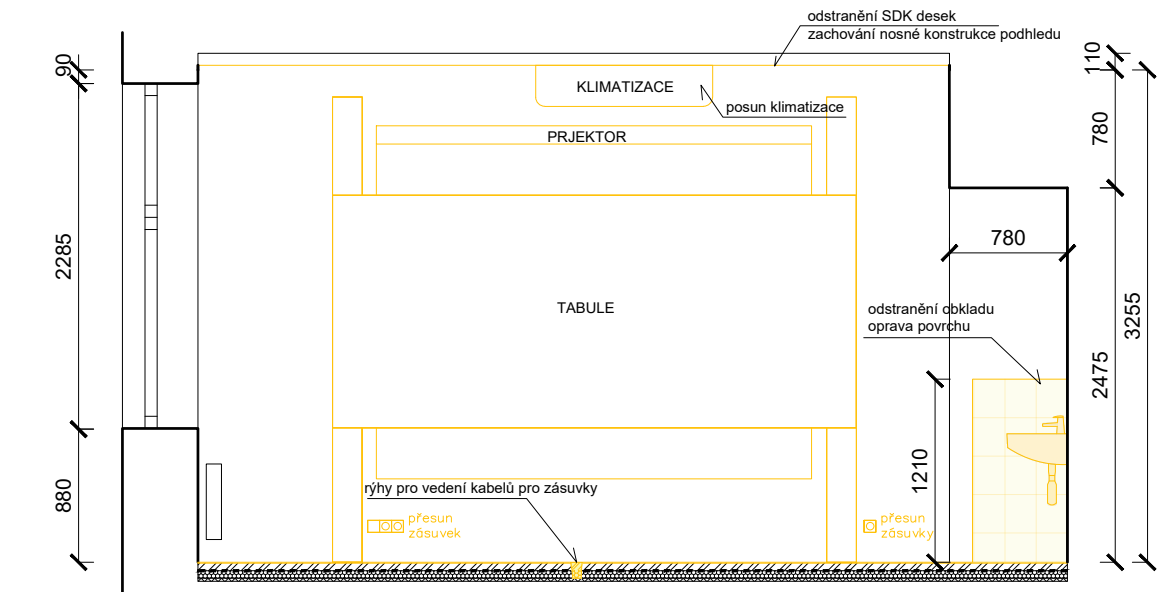 odstranění SDK desek
zachování nosné konstrukce podhledu
90
110
KLIMATIZACE
posun klimatizace
780
PRJEKTOR
2285
780
TABULE
odstranění obkladu
oprava povrchu
3255
2475
1210
880
rýhy pro vedení kabelů pro zásuvky
přesun
zásuvek
přesun
zásuvky